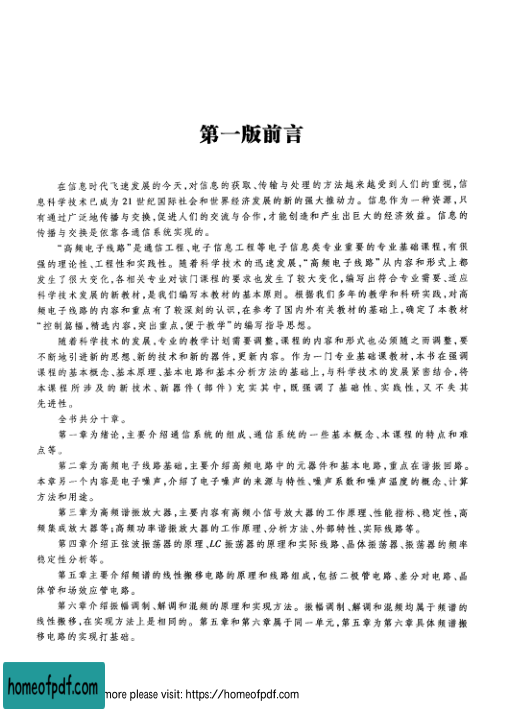 第一版前言
在信息时代飞速发展的今天,对信息的获取、传输与处理的方法越来越受到人们的重视,信
息科学技术已成为 21 世纪国际社会和世界经济发展的新的强大推动力。信息作为一种资源,只
有通过广泛地传播与交换,促进人们的交流与合作,才能创造和产生出巨大的经济效益。信息的
传播与交换是依靠各通信系统实现的。
“高频电子线路”是通信工程、电子信息工程等电子信息类专业重要的专业基础课程,有很
强的理论性、工程性和实践性。随着科学技术的迅速发展,“高频电子线路”从内容和形式上都
发生了很大变化,各相关专业对该门课程的要求也发生了较大变化,编写出符合专业需要、适应
科学技术发展的新教材,是我们编写本教材的基本原则。根据我们多年的教学和科研实践,对高
频电子线路的内容和重点有了较深刻的认识,在参考了国内外有关教材的基础上,确定了本教材
“控制篇幅,精选内容,突出重点,便于教学”的编写指导思想。
随着科学技术的发展,专业的教学计划需要调整,课程的内容和形式也必须随之而调整,要
不断地引进新的思想、新的技术和新的器件,更新内容。作为一门专业基础课教材,本书在强调
课程的基本概念、基本原理、基本电路和基本分析方法的基础上,与科学技术的发展紧密结合,将
本课程所涉及的新技术、新器件(部件)充实其中,既强调了基础性、实践性,又不失其
先进性。
全书共分十章。
第一章为绪论,主要介绍通信系统的组成、通信系统的一些基本概念、本课程的特点和难
点等。
第二章为高频电子线路基础,主要介绍高频电路中的元器件和基本电路,重点在谐振回路。
本章另一个内容是电子噪声,介绍了电子噪声的来源与特性、噪声系数和噪声温度的概念、计算
方法和用途。
第三章为高频谐振放大器,主要内容有高频小信号放大器的工作原理、性能指标、稳定性,高
频集成放大器等;高频功率谐振放大器的工作原理、分析方法、外部特性、实际线路等。
第四章介绍正弦波振荡器的原理、LC 振荡器的原理和实际线路、晶体振荡器、振荡器的频率
稳定性分析等。
第五章主要介绍频谱的线性搬移电路的原理和线路组成,包括二极管电路、差分对电路、晶
体管和场效应管电路。
第六章介绍振幅调制、解调和混频的原理和实现方法。振幅调制、解调和混频均属于频谱的
线性搬移,在实现方法上是相同的。第五章和第六章属于同一单元,第五章为第六章具体频谱搬
移电路的实现打基础。
homeofpdf.com
more please visit: https://homeofpdf.com